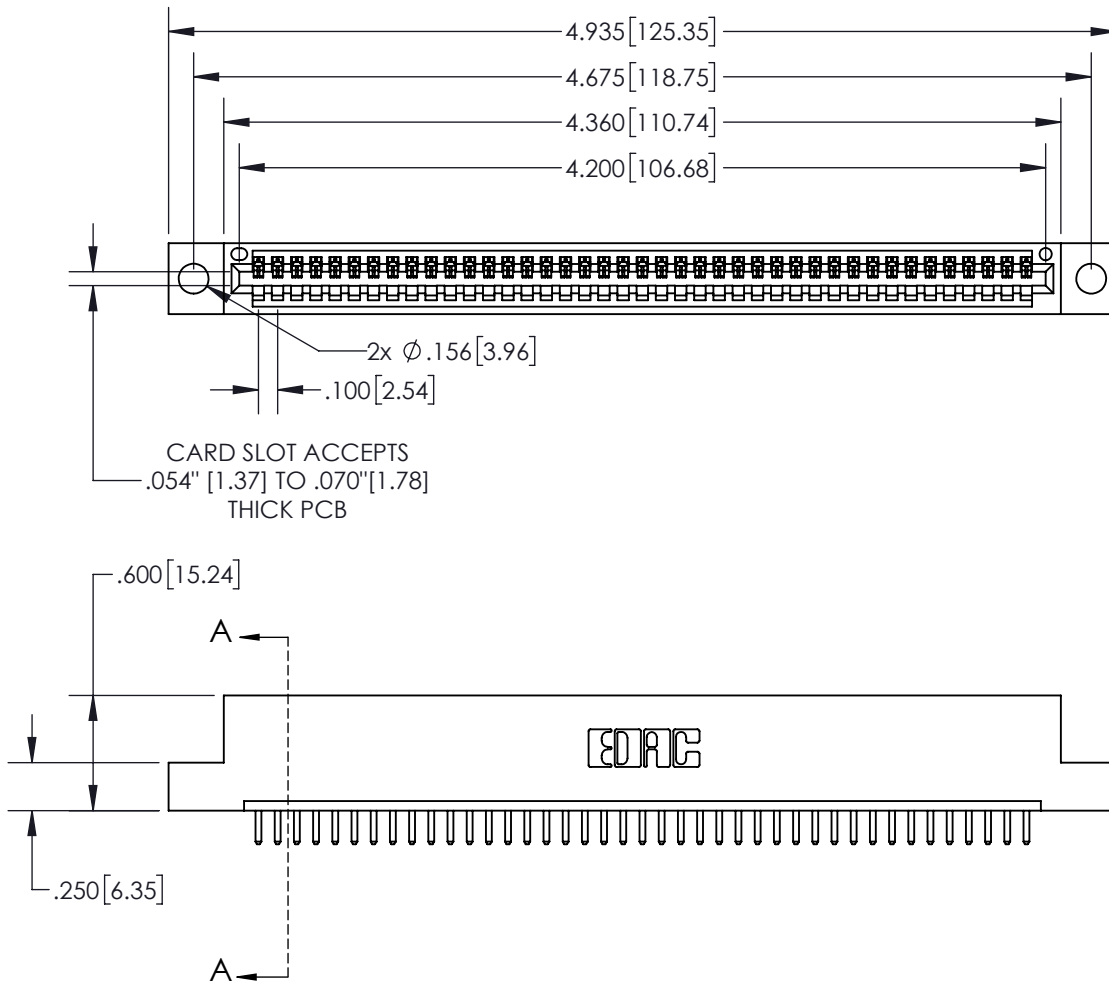 4.935[125.35]
4.675[118.75]
4.360[110.74]
4.200[106.68]
2x Ø .156[3.96]
.100[2.54]
CARD SLOT ACCEPTS
.054" [1.37] TO .070"[1.78]
THICK PCB
.600[15.24]
A
EDAC
.250[6.35]
A